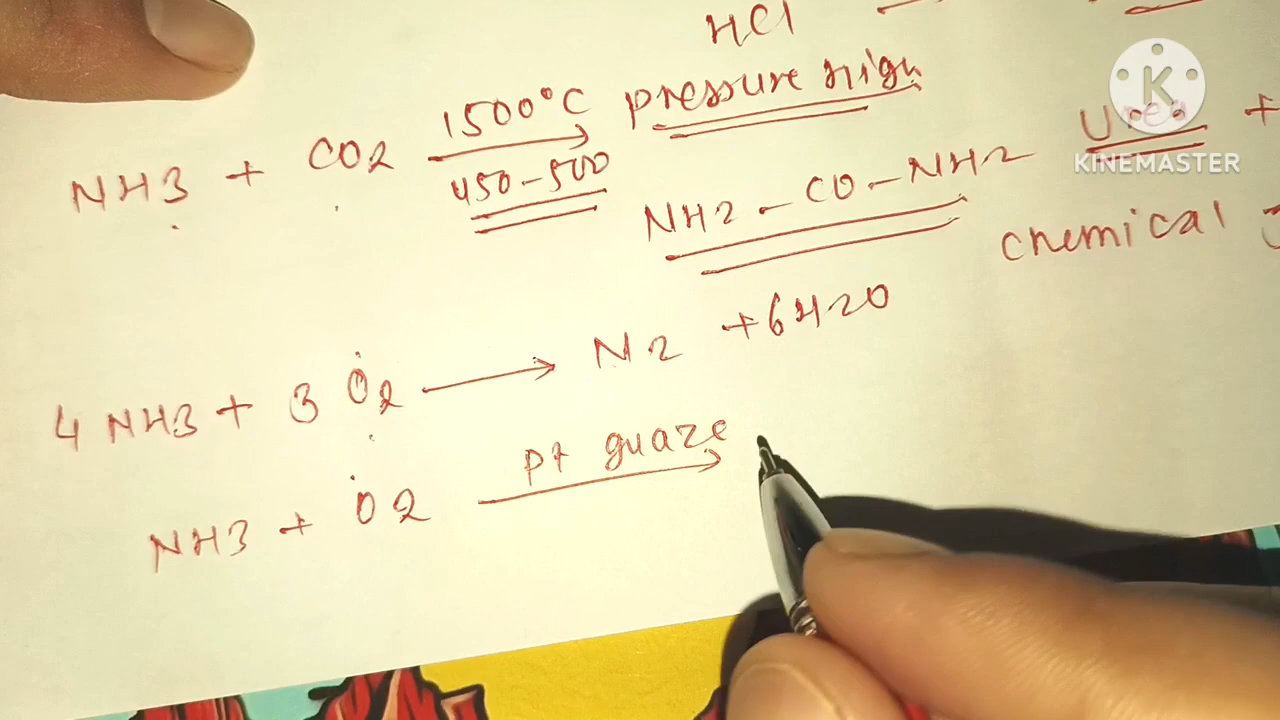 HCl
NH3 + CO2 1500°C pressure high
450-500
Urea +
NH2 - CO - NH2
chemical
4 NH3 + 3 O2 → N2 + 6H2O
NH3 + O2 pt guaze →
KINEMASTER